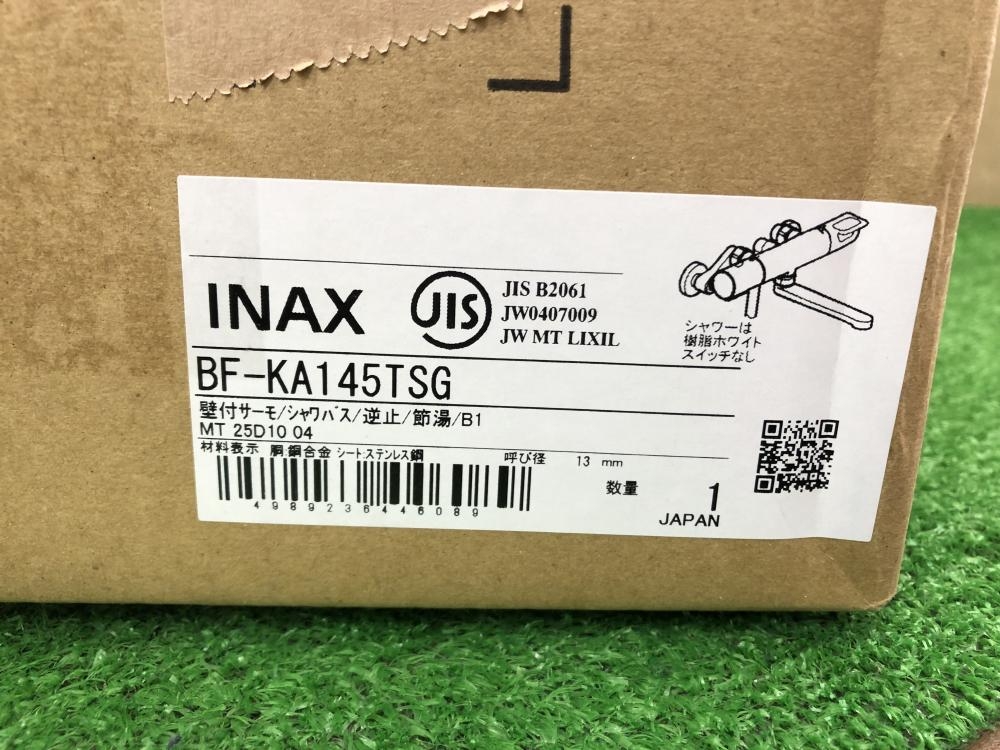 INAX
JIS
JIS B2061
JW0407009
JW MT LIXIL
シャワーは
樹脂ホワイト
スイッチなし
BF-KA145TSG
壁付サーモ/シャワバス/逆止/節湯/B1
MT 25D10 04
材料表示 胴:銅合金 シート:ステンレス鋼 呼び径 13 mm
4989236446089
数量 1
JAPAN